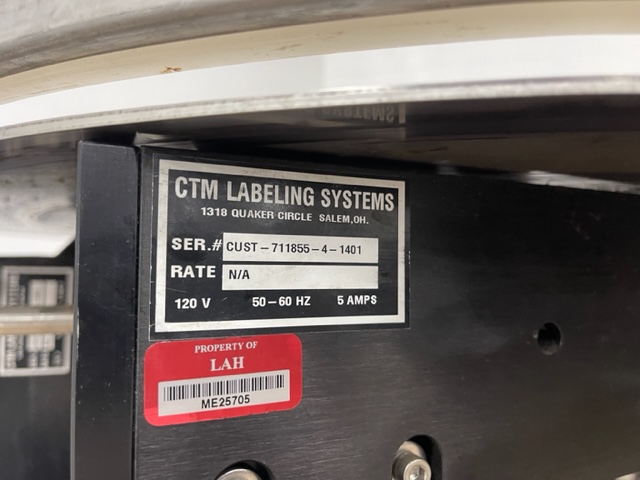 CTM LABELING SYSTEMS
1318 QUAKER CIRCLE SALEM,OH.
SER.# CUST-711855-4-1401
RATE N/A
120 V 50-60 HZ 5 AMPS
PROPERTY OF
LAH
ME25705